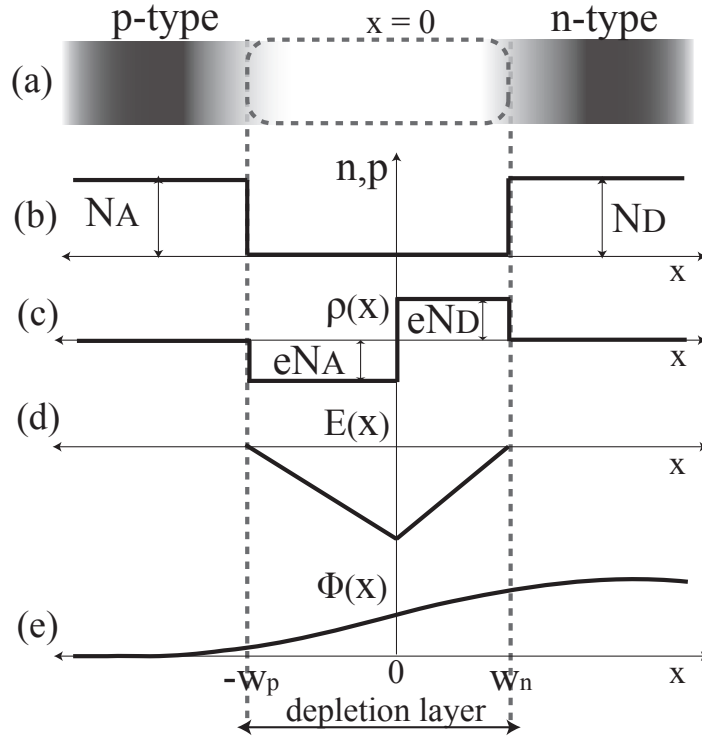 p-type x = 0 n-type
(a)
n,p
(b) NA ND
x
(c) ρ(x) eND
eNA x
(d) E(x)
x
Φ(x)
(e)
-wp 0 wn x
depletion layer